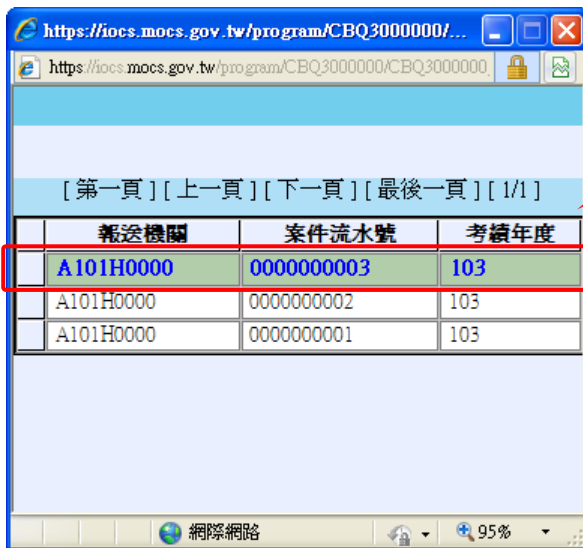 https://iocs.mocs.gov.tw/program/CBQ3000000/...
https://iocs.mocs.gov.tw/program/CBQ3000000/CBQ3000000_
[ 第一頁 ] [ 上一頁 ] [ 下一頁 ] [ 最後一頁 ] [ 1/1 ]
報送機關 案件流水號 考績年度
A101H0000 0000000003 103
A101H0000 0000000002 103
A101H0000 0000000001 103
網際網路 95%